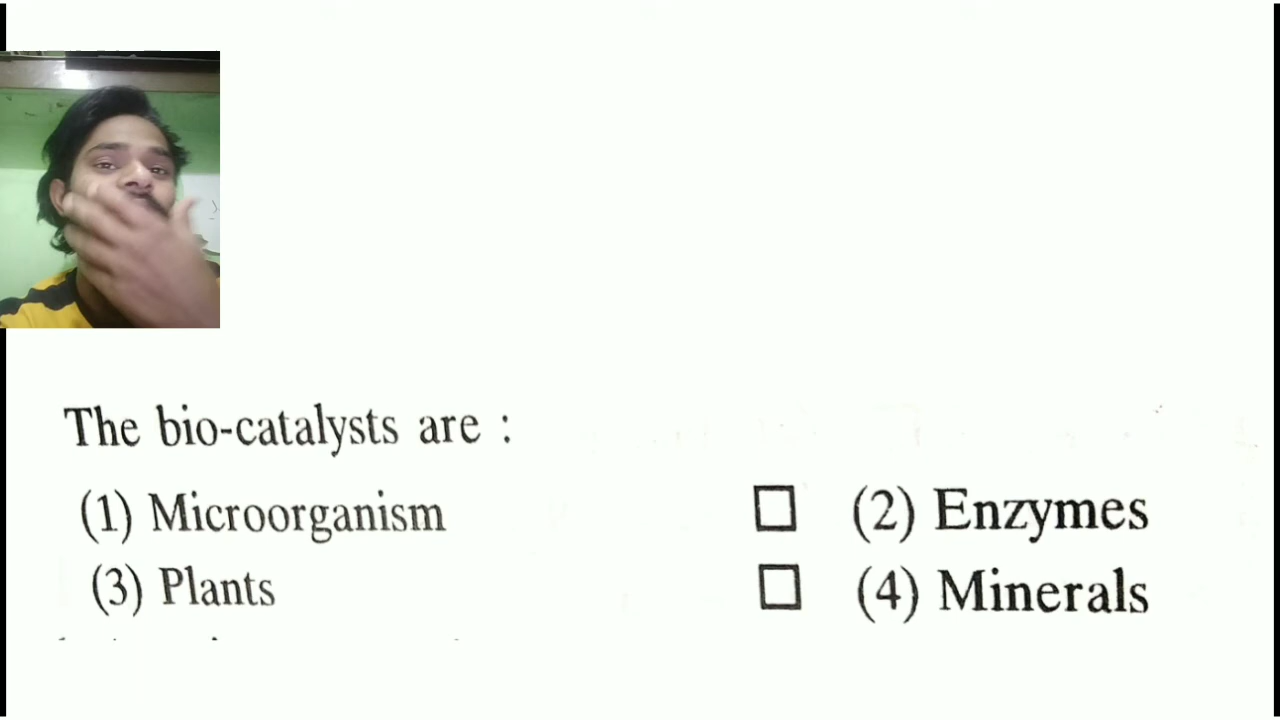 The bio-catalysts are :
(1) Microorganism (2) Enzymes
(3) Plants (4) Minerals